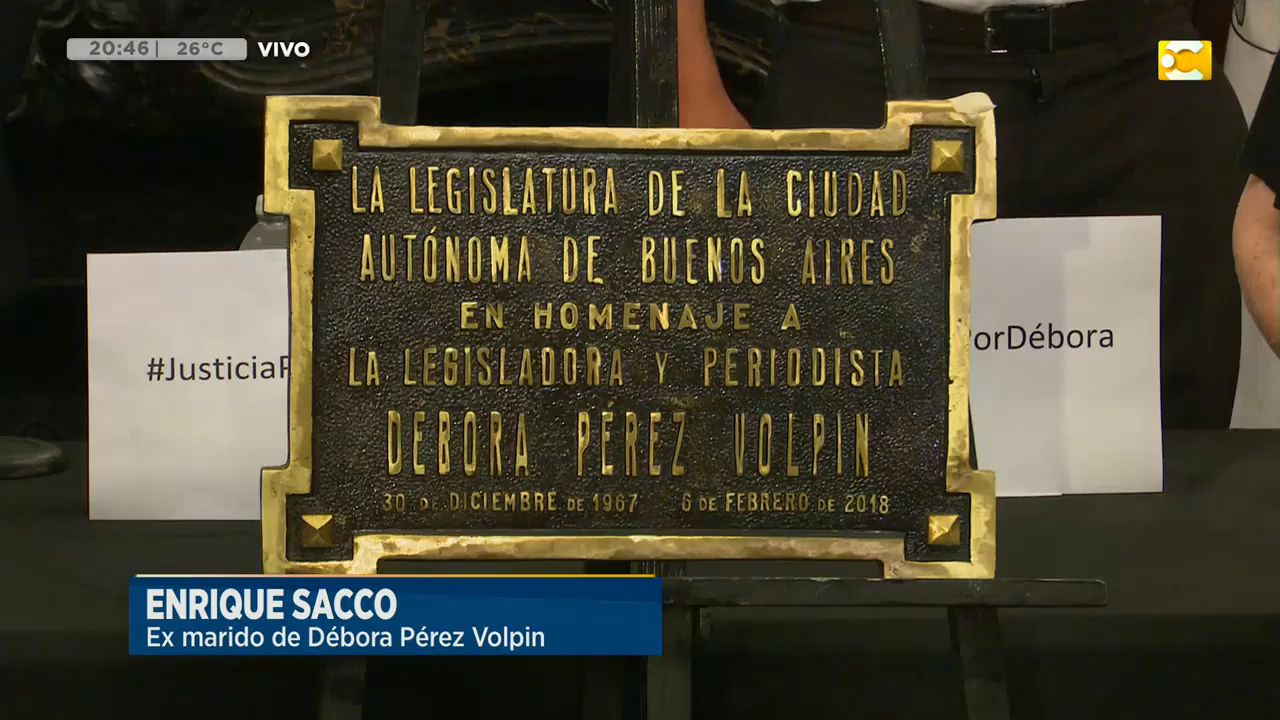 20:46 | 26°C VIVO
LA LEGISLATURA DE LA CIUDAD
AUTÓNOMA DE BUENOS AIRES
EN HOMENAJE A
LA LEGISLADORA Y PERIODISTA
DEBORA PÉREZ VOLPIN
30 DE DICIEMBRE DE 1967 6 DE FEBRERO DE 2018
#JusticiaP
orDébora
ENRIQUE SACCO
Ex marido de Débora Pérez Volpin